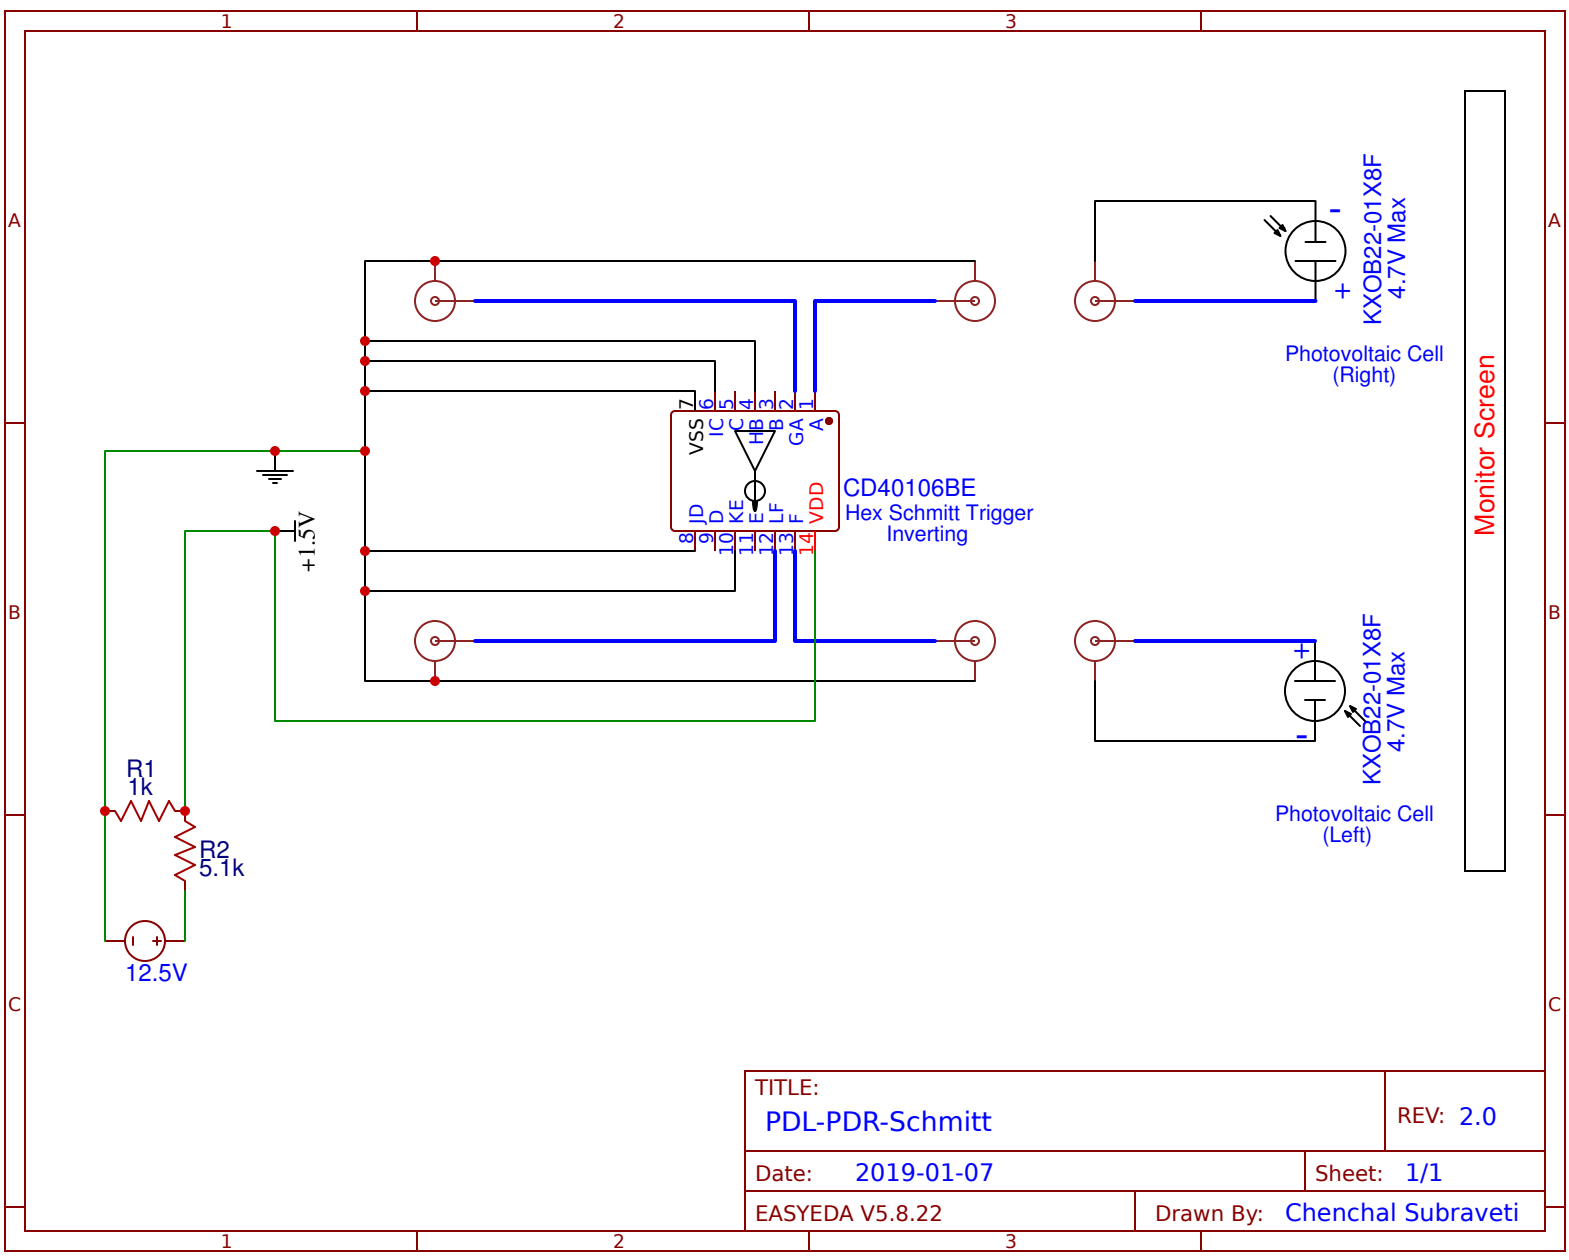 1
2
3
A
A
B
B
C
C
KXOB22-01X8F
4.7V Max
-
+
Photovoltaic Cell
(Right)
Monitor Screen
7 6 5 4 3 2 1
VSS IC C HB B GA A
JD D KE E LF F VDD
8 9 10 11 12 13 14
CD40106BE
Hex Schmitt Trigger
Inverting
+1.5V
KXOB22-01X8F
4.7V Max
+
-
Photovoltaic Cell
(Left)
R1
1k
R2
5.1k
12.5V
TITLE:
PDL-PDR-Schmitt
REV: 2.0
Date: 2019-01-07
Sheet: 1/1
EASYEDA V5.8.22
Drawn By: Chenchal Subraveti
1
2
3